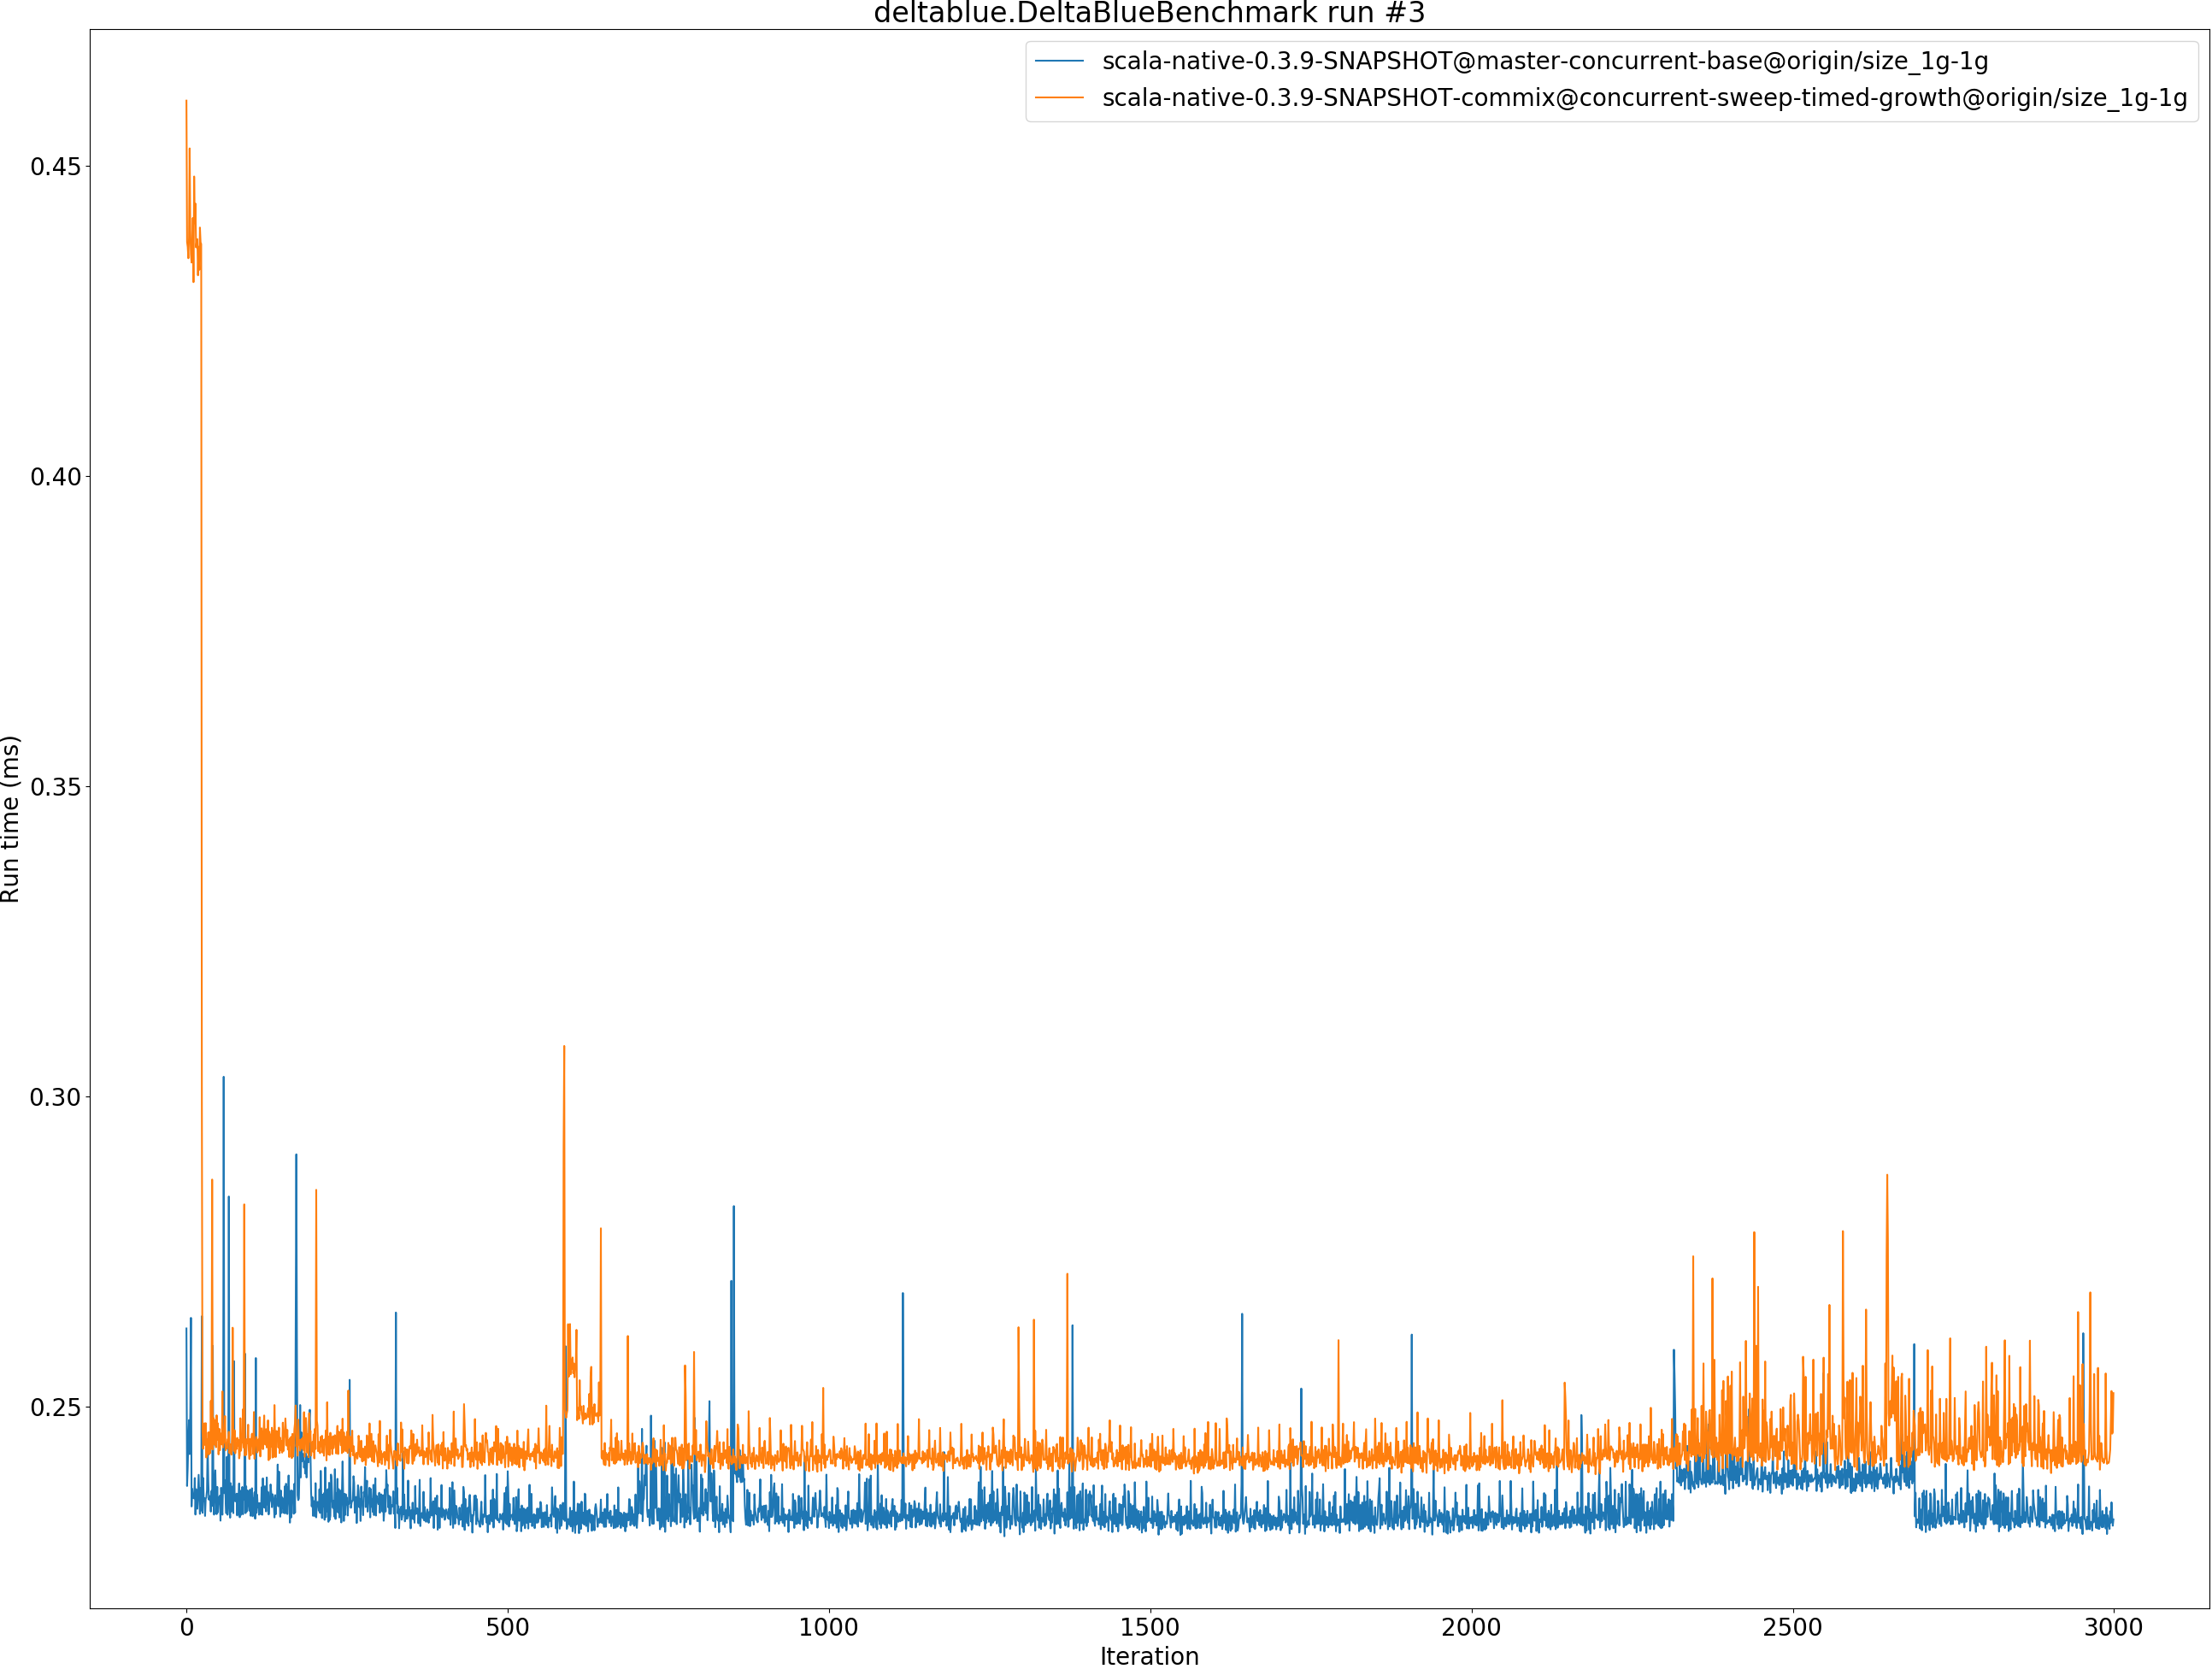 deltablue.DeltaBlueBenchmark run #3
scala-native-0.3.9-SNAPSHOT@master-concurrent-base@origin/size_1g-1g
scala-native-0.3.9-SNAPSHOT-commix@concurrent-sweep-timed-growth@origin/size_1g-1g
0.45
0.40
0.35
0.30
0.25
Run time (ms)
0 500 1000 1500 2000 2500 3000
Iteration